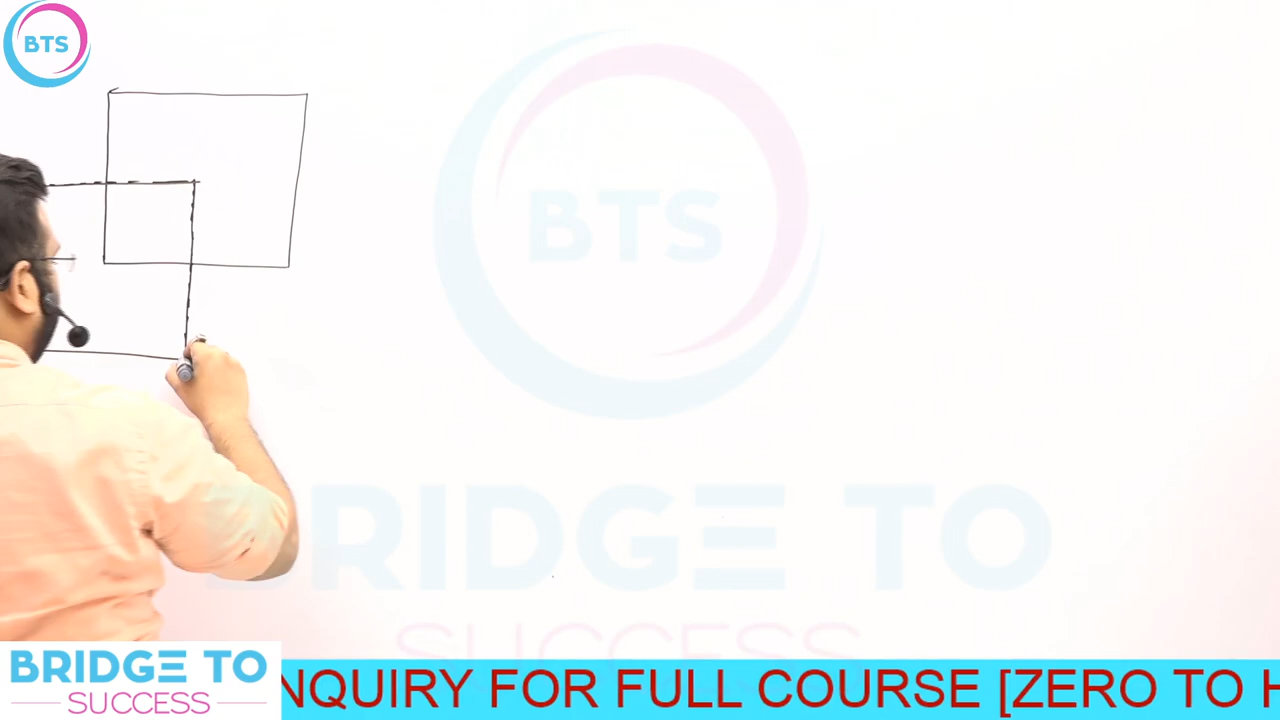 BTS
BTS
BRIDGE TO
SUCCESS
BRIDGE TO
SUCCESS
NQUIRY FOR FULL COURSE [ZERO TO H